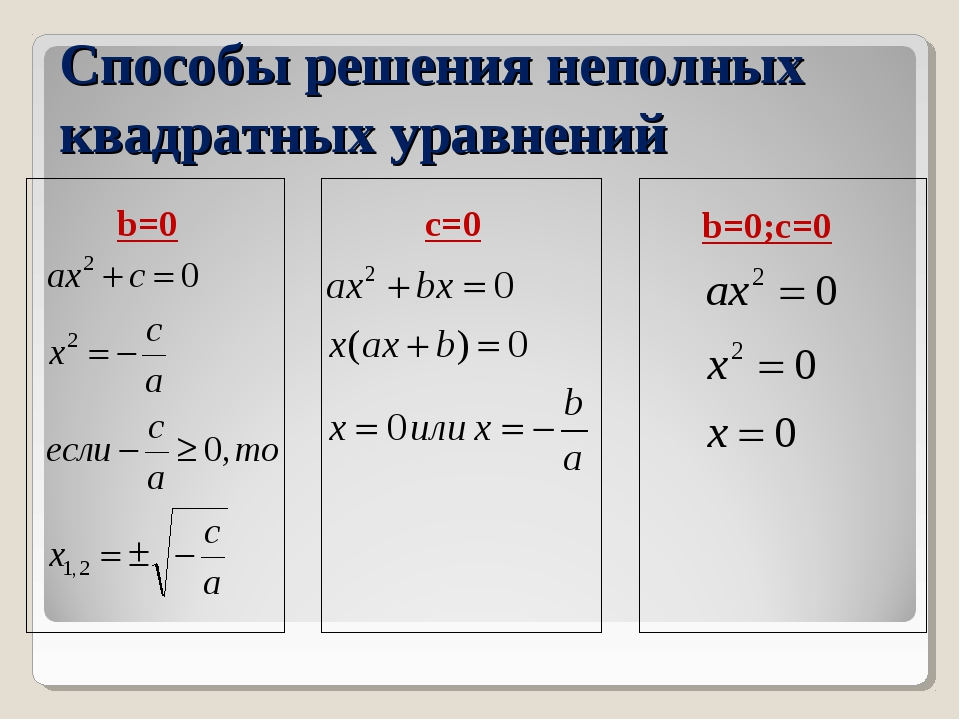 Способы решения неполных
квадратных уравнений
b=0
ax² + c = 0
x² = − c/a
если − c/a ≥ 0, то
x₁,₂ = ± √(− c/a)
c=0
ax² + bx = 0
x(ax + b) = 0
x = 0 или x = − b/a
b=0;c=0
ax² = 0
x² = 0
x = 0